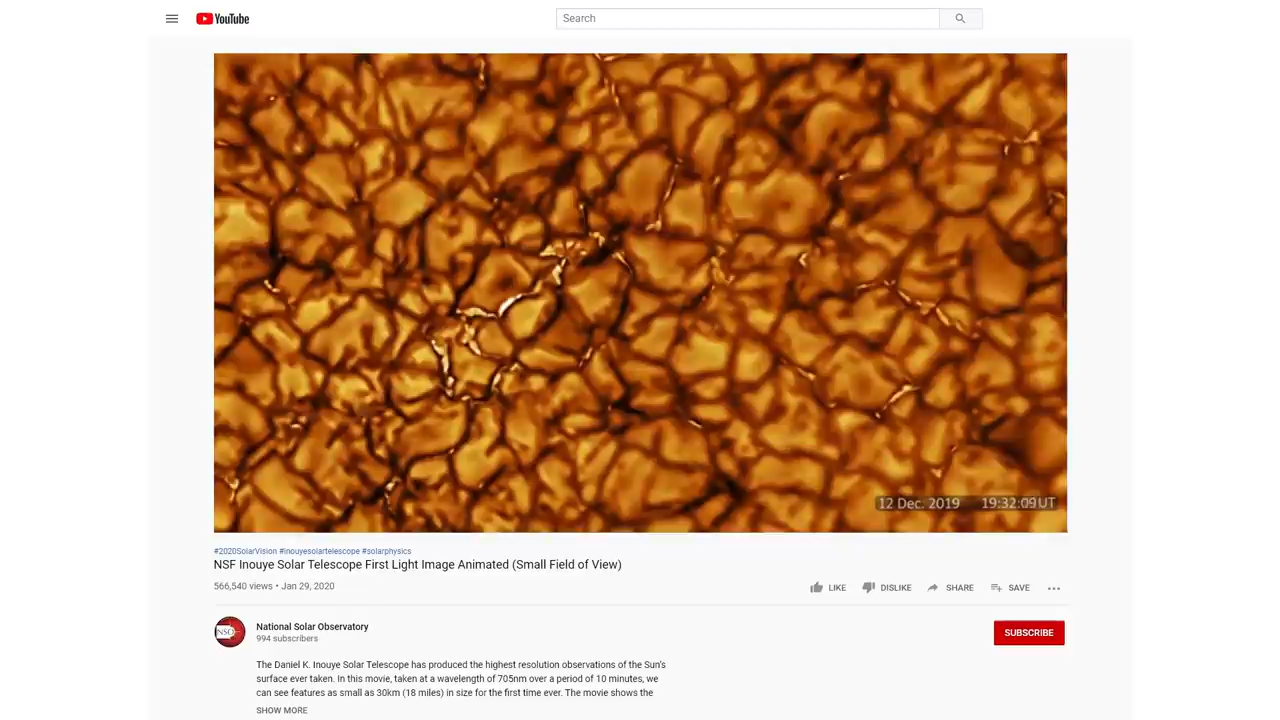 YouTube
Search
12 Dec. 2019 19:32:09UT
#2020SolarVision #inouyesolartelescope #solarphysics
NSF Inouye Solar Telescope First Light Image Animated (Small Field of View)
566,540 views • Jan 29, 2020
LIKE DISLIKE SHARE SAVE
NSO
National Solar Observatory
994 subscribers
SUBSCRIBE
The Daniel K. Inouye Solar Telescope has produced the highest resolution observations of the Sun's
surface ever taken. In this movie, taken at a wavelength of 705nm over a period of 10 minutes, we
can see features as small as 30km (18 miles) in size for the first time ever. The movie shows the
SHOW MORE